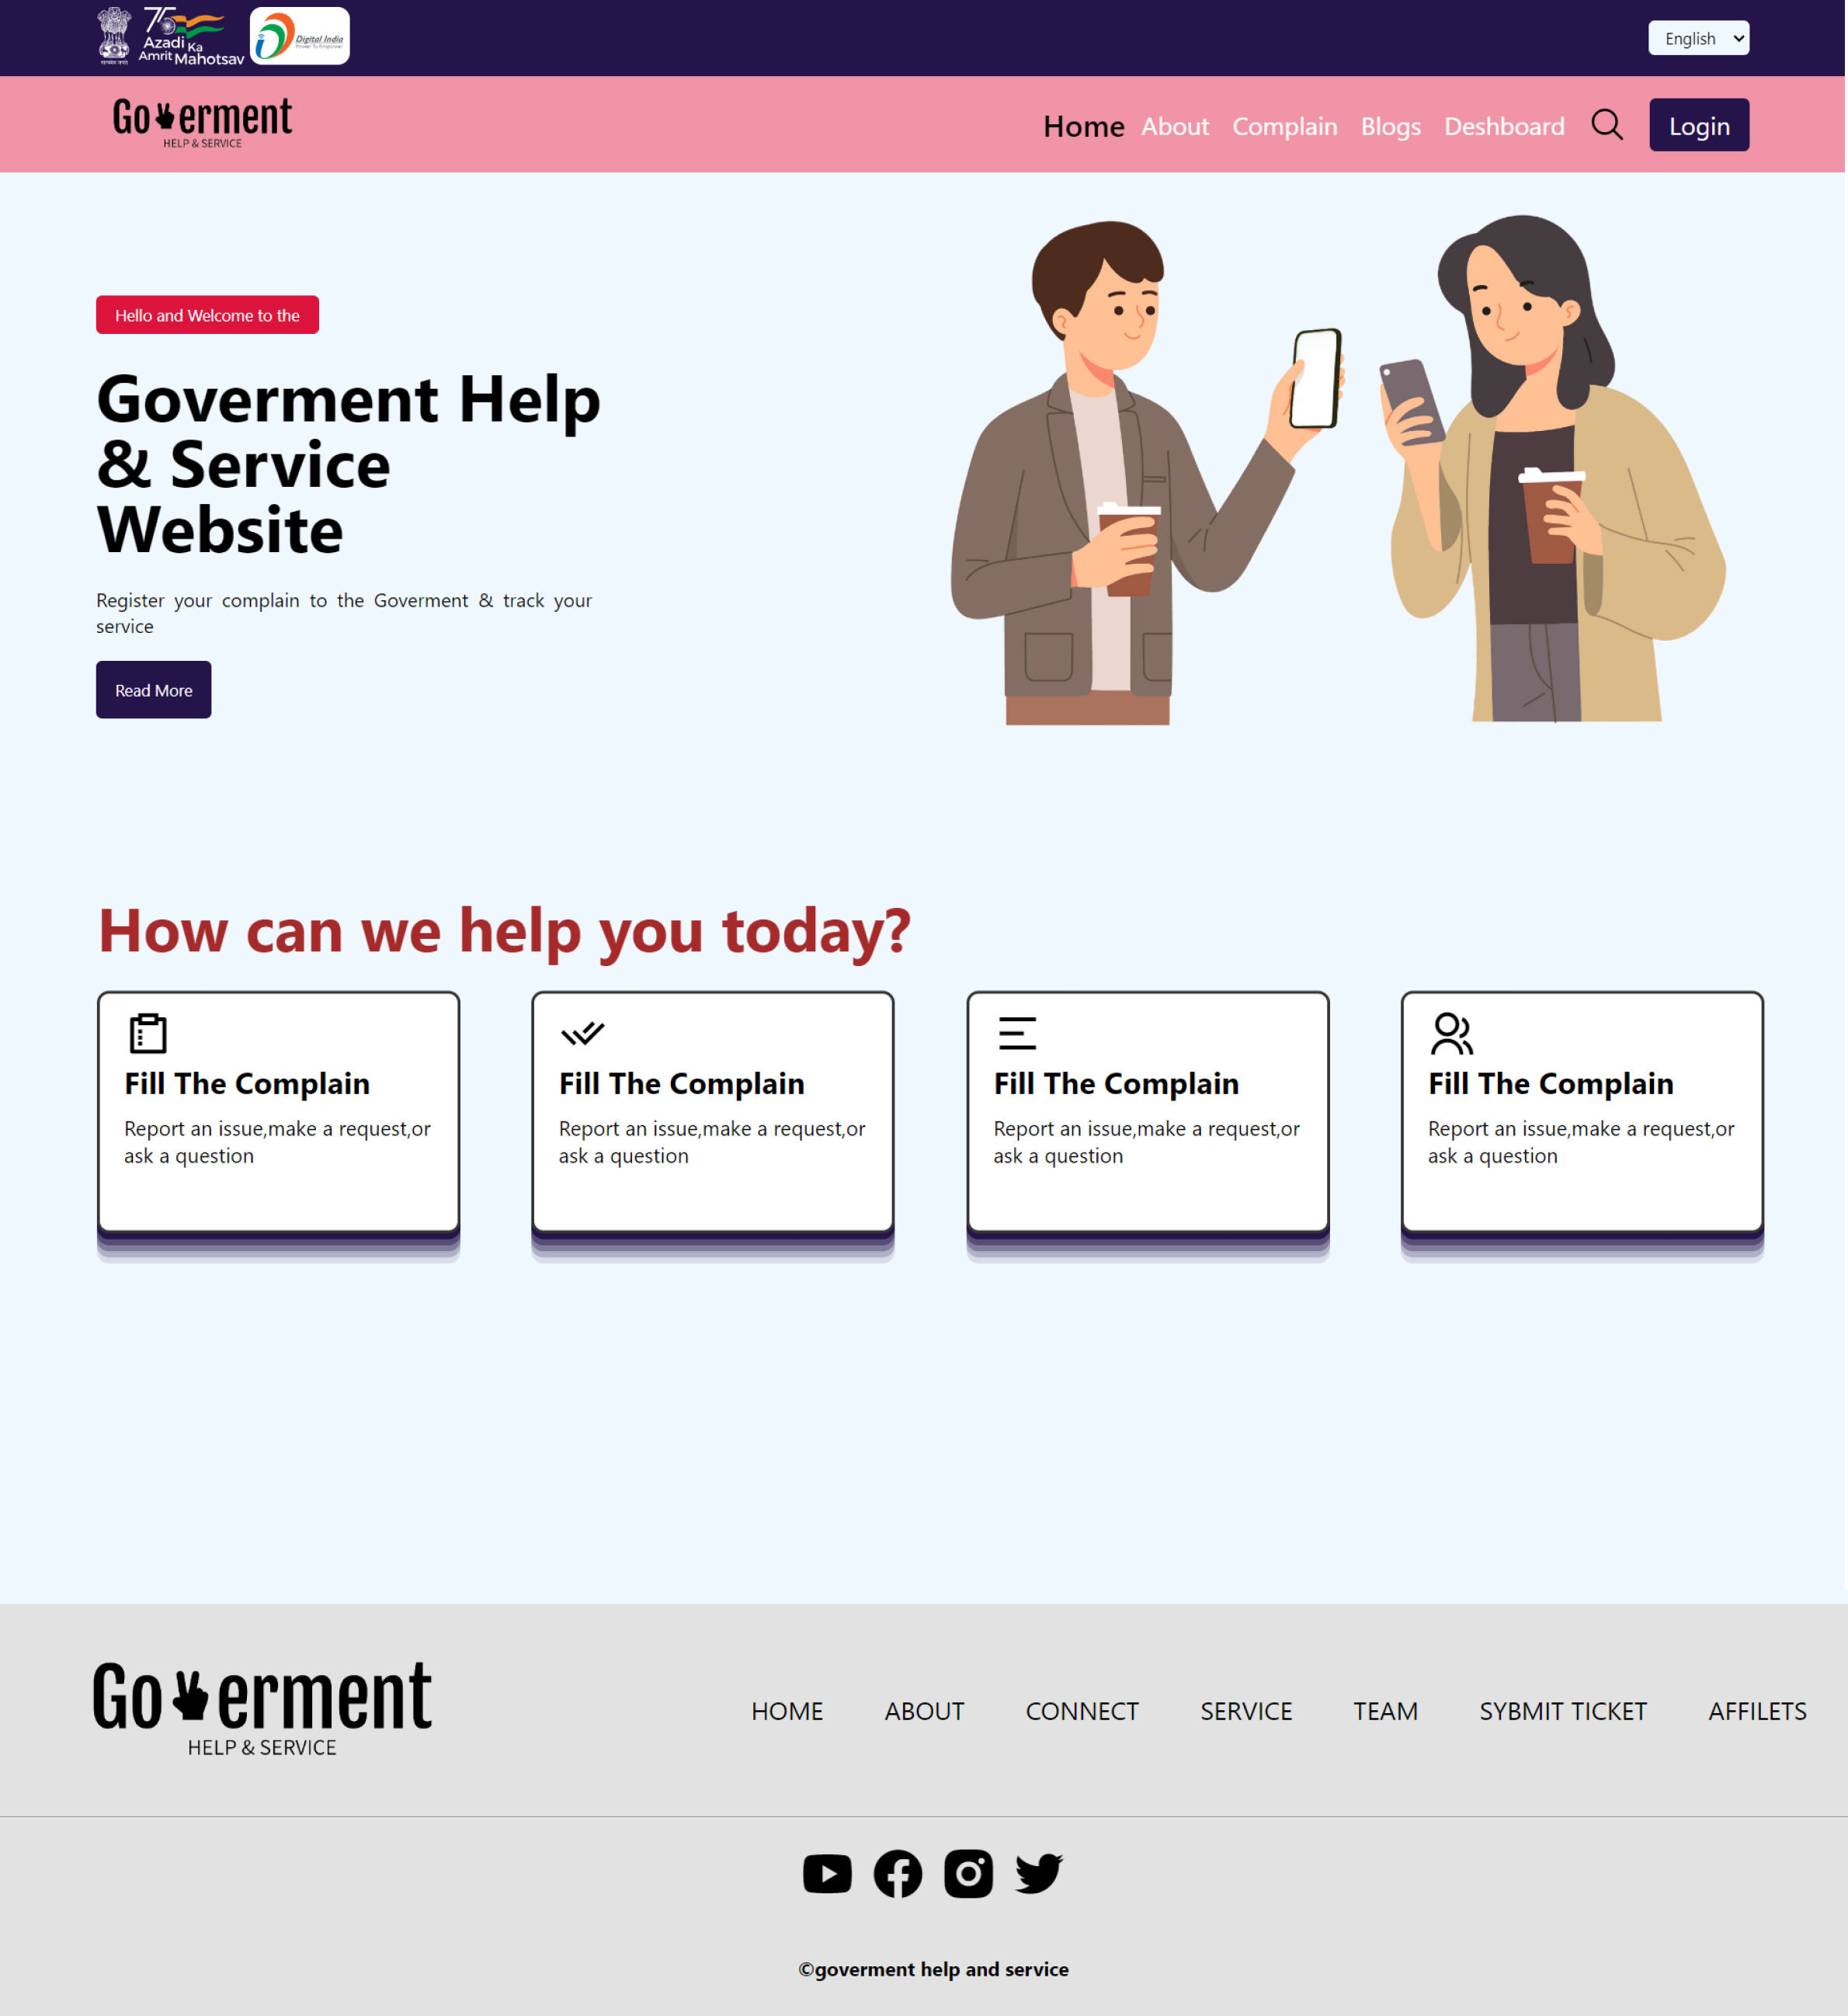 75
Azadi Ka
Amrit Mahotsav
Digital India
Power To Empower
English
Go erment
HELP & SERVICE
Home About Complain Blogs Deshboard Login
Hello and Welcome to the
Goverment Help
& Service
Website
Register your complain to the Goverment & track your
service
Read More
How can we help you today?
Fill The Complain
Report an issue,make a request,or
ask a question
Fill The Complain
Report an issue,make a request,or
ask a question
Fill The Complain
Report an issue,make a request,or
ask a question
Fill The Complain
Report an issue,make a request,or
ask a question
Go erment
HELP & SERVICE
HOME ABOUT CONNECT SERVICE TEAM SYBMIT TICKET AFFILETS
©goverment help and service